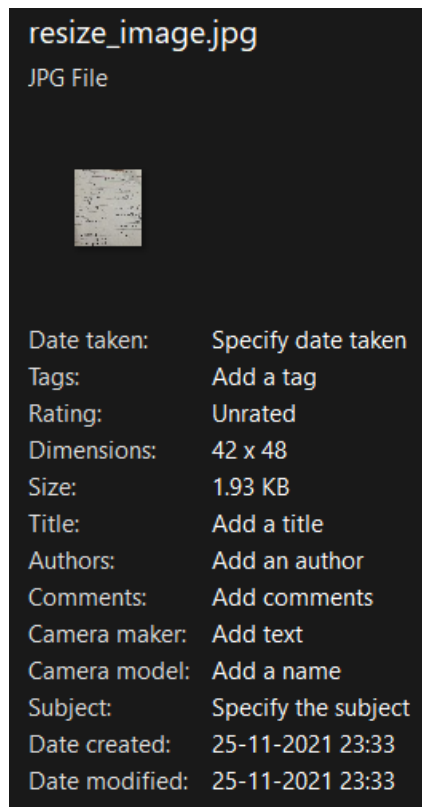 resize_image.jpg
JPG File
Date taken: Specify date taken
Tags: Add a tag
Rating: Unrated
Dimensions: 42 x 48
Size: 1.93 KB
Title: Add a title
Authors: Add an author
Comments: Add comments
Camera maker: Add text
Camera model: Add a name
Subject: Specify the subject
Date created: 25-11-2021 23:33
Date modified: 25-11-2021 23:33